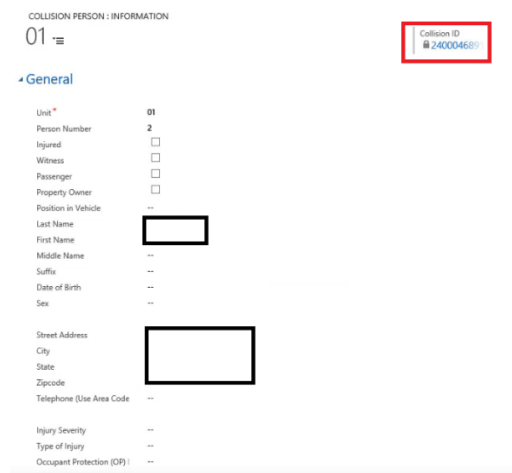 COLLISION PERSON : INFORMATION
01
Collision ID
General
Unit * 01
Person Number 2
Injured
Witness
Passenger
Property Owner
Position in Vehicle --
Last Name
First Name
Middle Name --
Suffix --
Date of Birth --
Sex --
Street Address
City
State
Zipcode
Telephone (Use Area Code --
Injury Severity --
Type of Injury --
Occupant Protection (OP) --